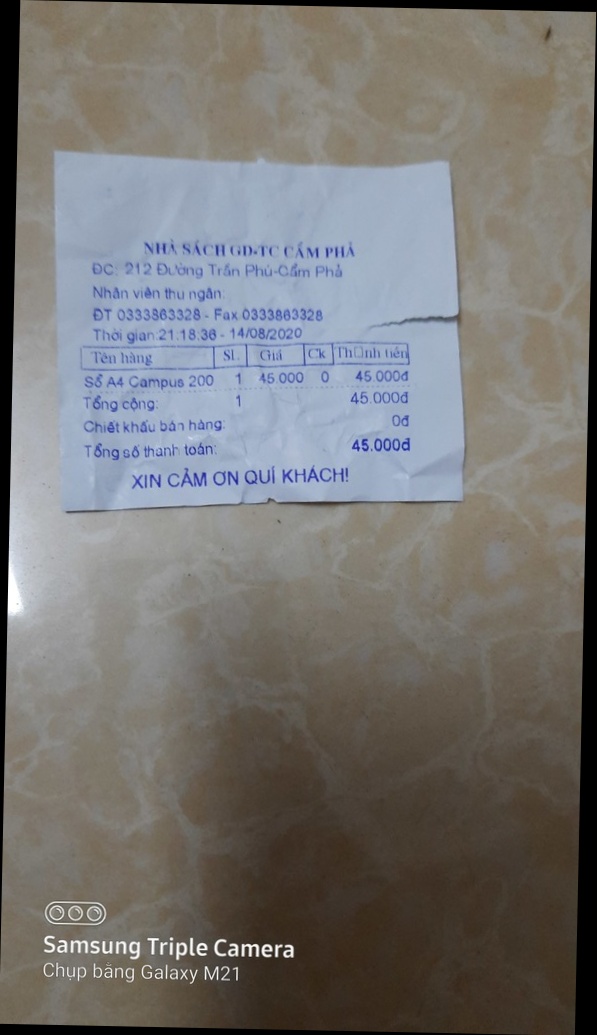 NHÀ SÁCH GD-TC CẨM PHẢ
ĐC: 212 Đường Trần Phú-Cẩm Phả
Nhân viên thu ngân:
ĐT 0333863328 - Fax 0333863328
Thời gian:21:18:36 - 14/08/2020
Tên hàng SL Giá Ck Th□nh tiền
Sổ A4 Campus 200 1 45.000 0 45.000đ
Tổng cộng: 1 45.000đ
Chiết khấu bán hàng: 0đ
Tổng số thanh toán: 45.000đ
XIN CẢM ƠN QUÍ KHÁCH!
Samsung Triple Camera
Chụp bằng Galaxy M21